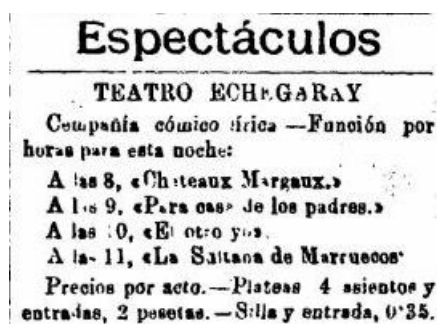 Espectáculos
TEATRO ECHEGARAY
Compañía cómico lírica —Función por
horas para esta noche:
A las 8, «Chateaux Margaux.»
A las 9, «Para casa de los padres.»
A las 10, «El otro yo».
A las 11, «La Sultana de Marruecos»
Precios por acto.—Plateas 4 asientos y
entradas, 2 pesetas.—Silla y entrada, 0'35.